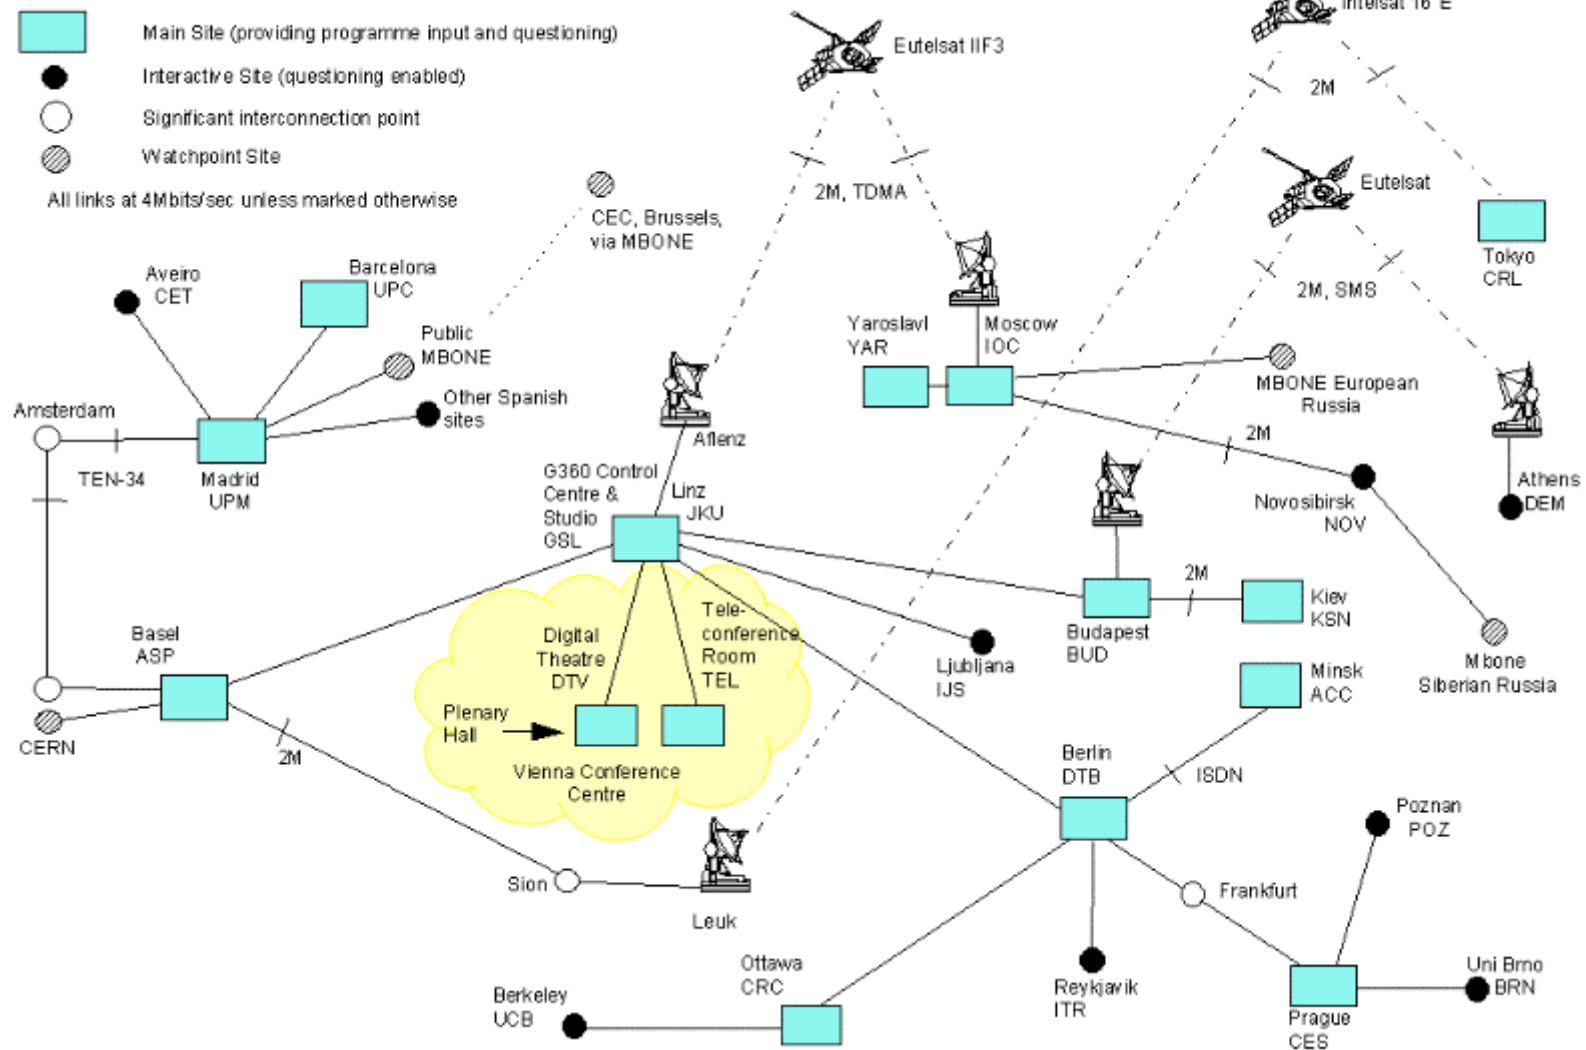 Main Site (providing programme input and questioning)
Interactive Site (questioning enabled)
Significant interconnection point
Watchpoint Site
All links at 4Mbits/sec unless marked otherwise
Eutelsat IIF3
Intelsat 16°E
2M
Eutelsat
2M, TDMA
2M, SMS
Tokyo
CRL
CEC, Brussels,
via MBONE
Aveiro
CET
Barcelona
UPC
Public
MBONE
Other Spanish
sites
Amsterdam
TEN-34
Madrid
UPM
Yaroslavl
YAR
Moscow
IOC
MBONE European
Russia
2M
Novosibirsk
NOV
Athens
DEM
Aflenz
G360 Control
Centre &
Studio
GSL
Linz
JKU
Basel
ASP
CERN
2M
Digital
Theatre
DTV
Tele-
conference
Room
TEL
Plenary
Hall
Vienna Conference
Centre
Ljubljana
IJS
Budapest
BUD
2M
Kiev
KSN
Minsk
ACC
Mbone
Siberian Russia
Berlin
DTB
ISDN
Poznan
POZ
Sion
Leuk
Frankfurt
Ottawa
CRC
Berkeley
UCB
Reykjavik
ITR
Prague
CES
Uni Brno
BRN